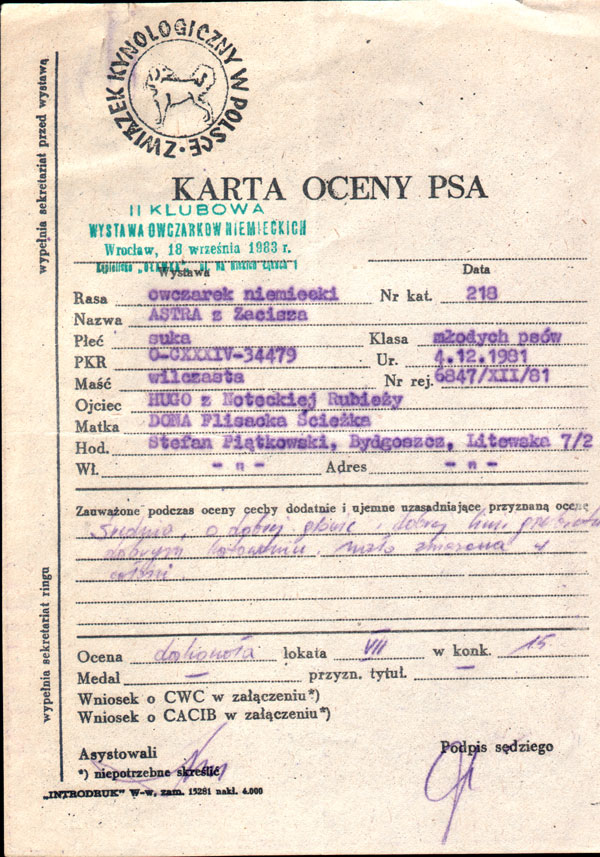 ZWIĄZEK KYNOLOGICZNY W POLSCE
KARTA OCENY PSA
II KLUBOWA
WYSTAWA OWCZARKÓW NIEMIECKICH
Wrocław, 18 września 1983 r.
Wystawa Data
Rasa owczarek niemiecki Nr kat. 218
Nazwa ASTRA z Zacisza
Płeć suka Klasa młodych psów
PKR O-CXXXIV-34479 Ur. 4.12.1981
Maść wilczasta Nr rej. 6847/XII/81
Ojciec HUGO z Noteckiej Rubieży
Matka DONA Flisacka Ścieżka
Hod. Stefan Piątkowski, Bydgoszcz, Litewska 7/2
Wł. - " - Adres - " -
Zauważone podczas oceny cechy dodatnie i ujemne uzasadniające przyznaną ocenę
Średnia, o dobrej głowie, dobrej linii
dobrym kątowaniu, mało zwarta w
Ocena doskonała lokata VII w konk. 15
Medal — przyzn. tytuł. —
Wniosek o CWC w załączeniu*)
Wniosek o CACIB w załączeniu*)
Asystowali Podpis sędziego
*) niepotrzebne skreślić
„INTRODRUK” W-w, zam. 15281 nakł. 4.000
wypełnia sekretariat przed wystawą
wypełnia sekretariat ringu